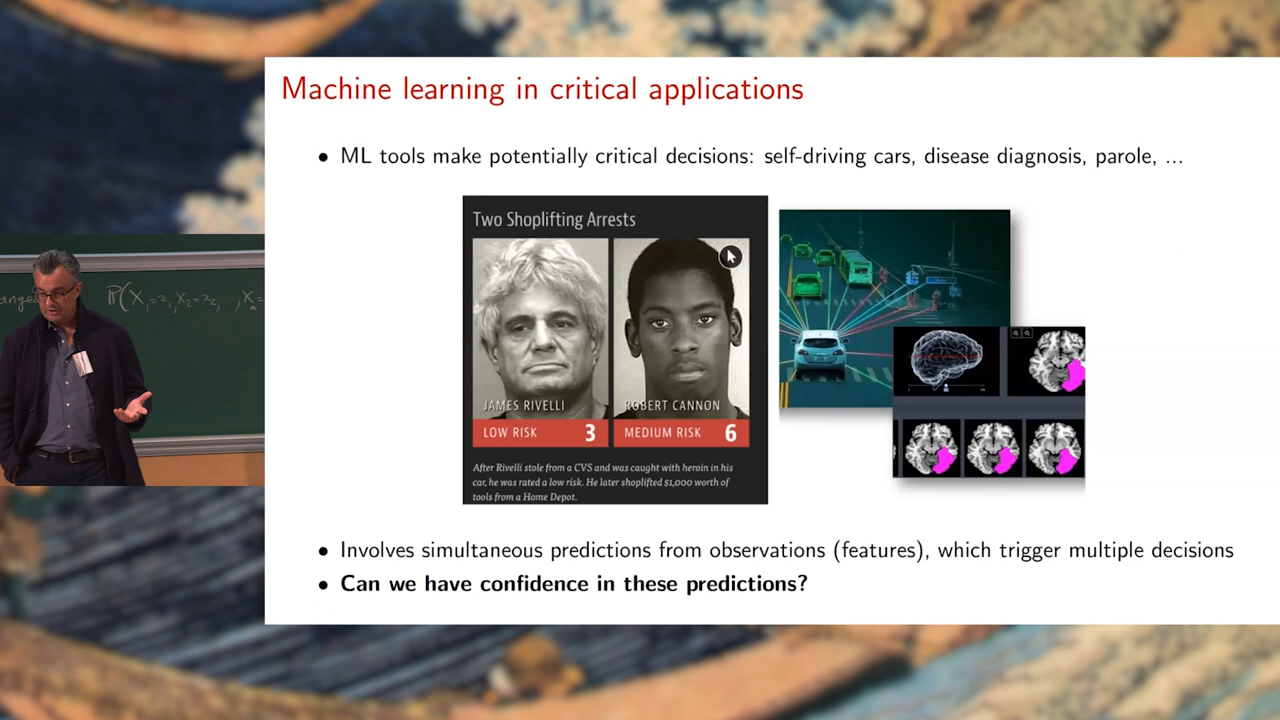 Machine learning in critical applications
• ML tools make potentially critical decisions: self-driving cars, disease diagnosis, parole, ...
Two Shoplifting Arrests
JAMES RIVELLI
LOW RISK 3
ROBERT CANNON
MEDIUM RISK 6
After Rivelli stole from a CVS and was caught with heroin in his
car, he was rated a low risk. He later shoplifted $1,000 worth of
tools from a Home Depot.
• Involves simultaneous predictions from observations (features), which trigger multiple decisions
• Can we have confidence in these predictions?